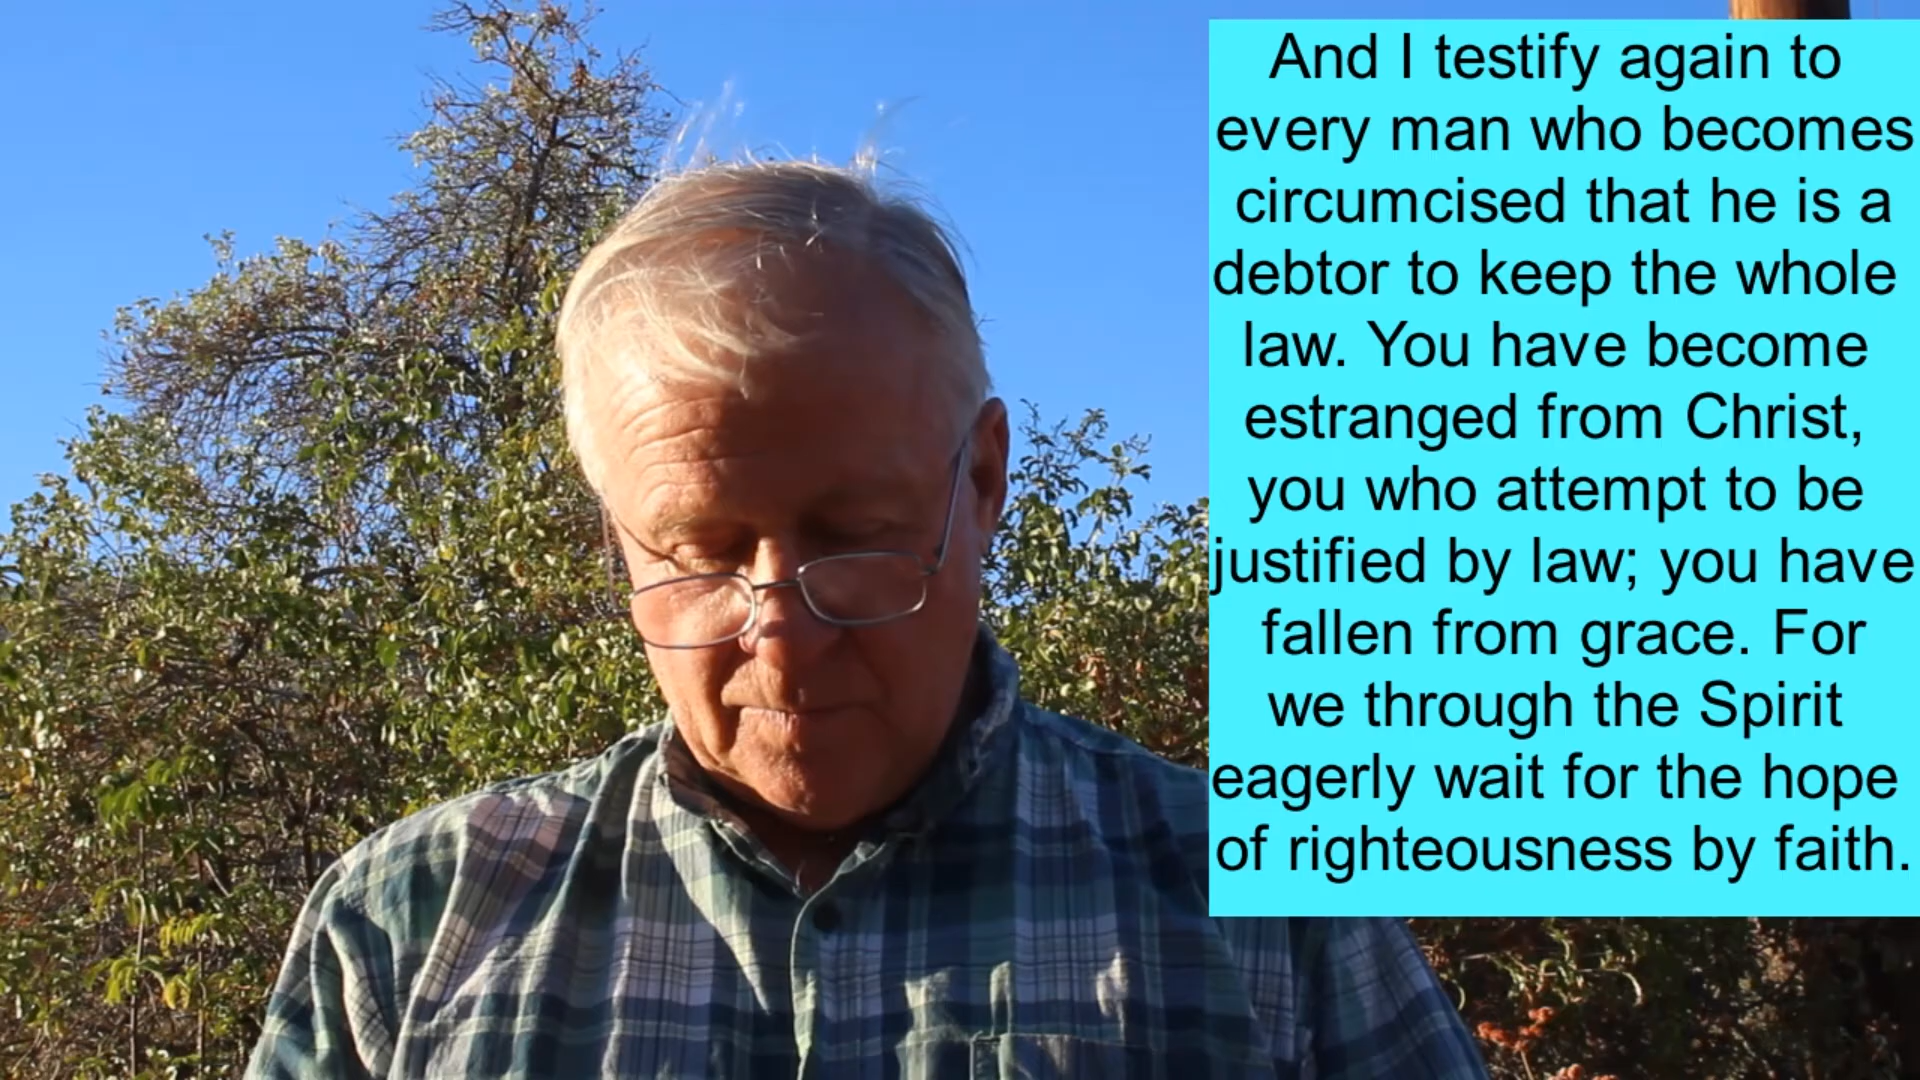 And I testify again to
every man who becomes
circumcised that he is a
debtor to keep the whole
law. You have become
estranged from Christ,
you who attempt to be
justified by law; you have
fallen from grace. For
we through the Spirit
eagerly wait for the hope
of righteousness by faith.